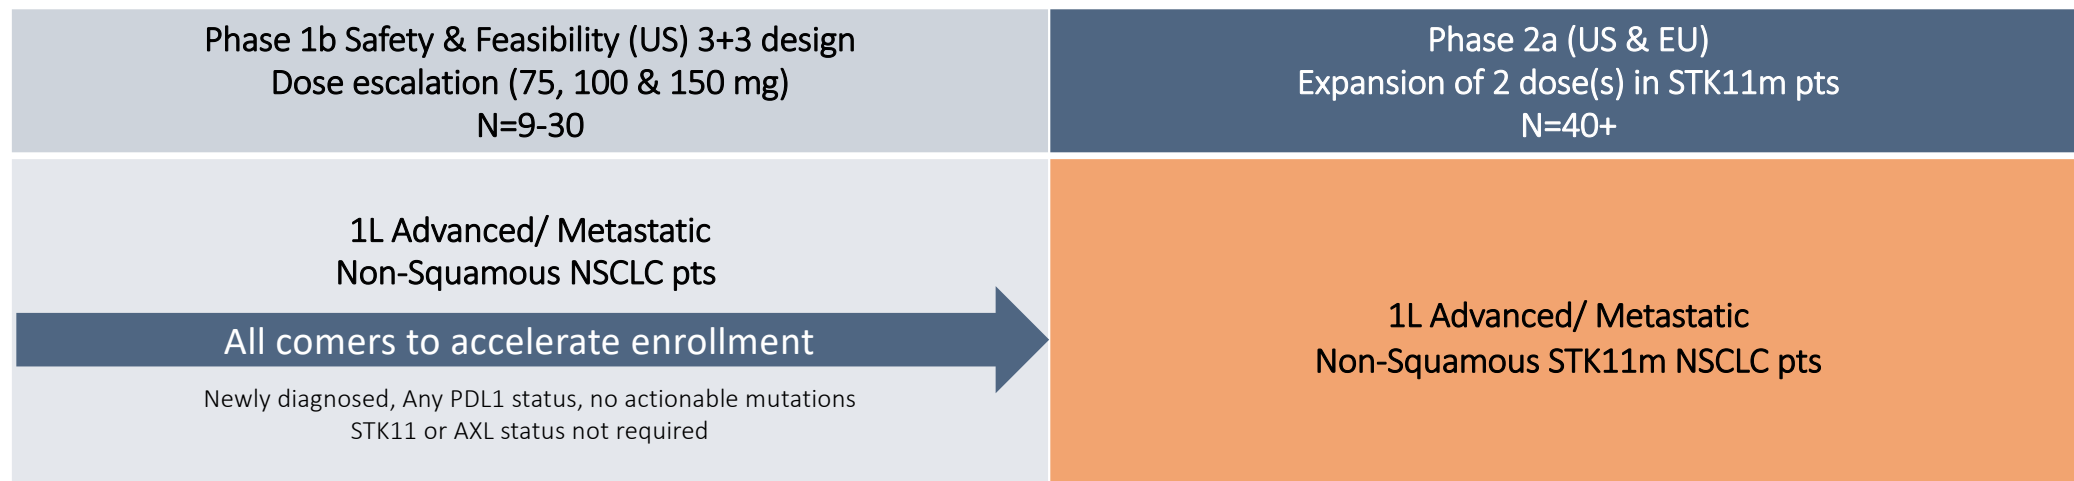 Phase 1b Safety & Feasibility (US) 3+3 design
Dose escalation (75, 100 & 150 mg)
N=9-30
Phase 2a (US & EU)
Expansion of 2 dose(s) in STK11m pts
N=40+
1L Advanced/ Metastatic
Non-Squamous NSCLC pts
All comers to accelerate enrollment
Newly diagnosed, Any PDL1 status, no actionable mutations
STK11 or AXL status not required
1L Advanced/ Metastatic
Non-Squamous STK11m NSCLC pts